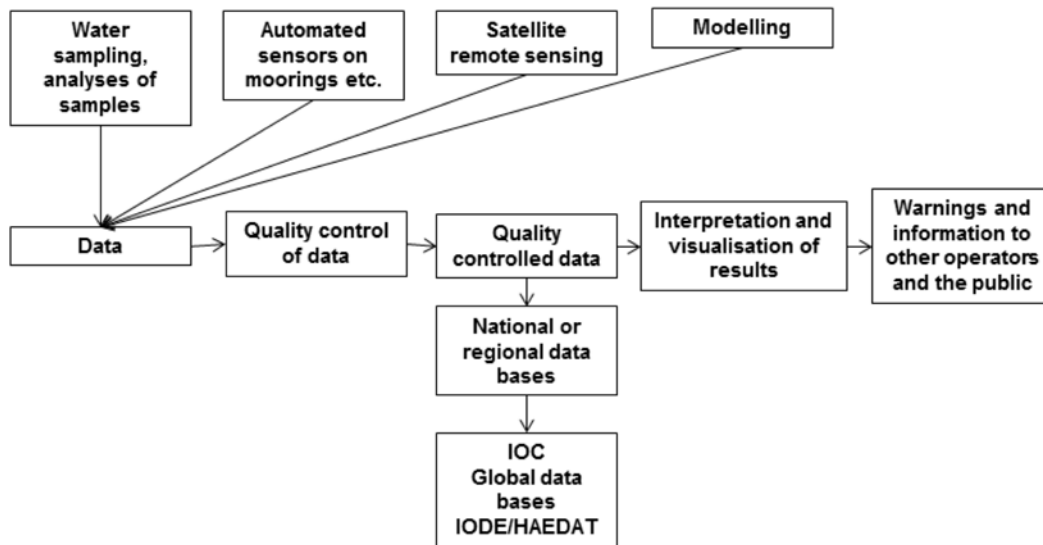 Water
sampling,
analyses of
samples
Automated
sensors on
moorings etc.
Satellite
remote sensing
Modelling
Data
Quality control
of data
Quality
controlled data
Interpretation and
visualisation of
results
Warnings and
information to
other operators
and the public
National or
regional data
bases
IOC
Global data
bases
IODE/HAEDAT